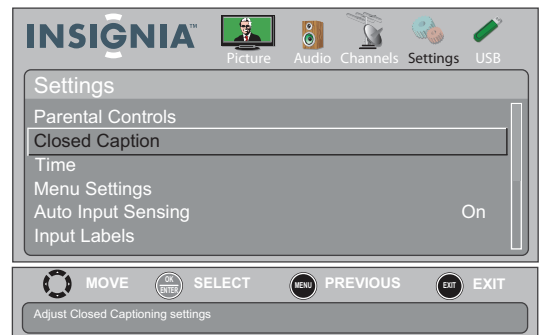 INSIGNIA™
Picture Audio Channels Settings USB
Settings
Parental Controls
Closed Caption
Time
Menu Settings
Auto Input Sensing On
Input Labels
MOVE OK ENTER SELECT MENU PREVIOUS EXIT EXIT
Adjust Closed Captioning settings